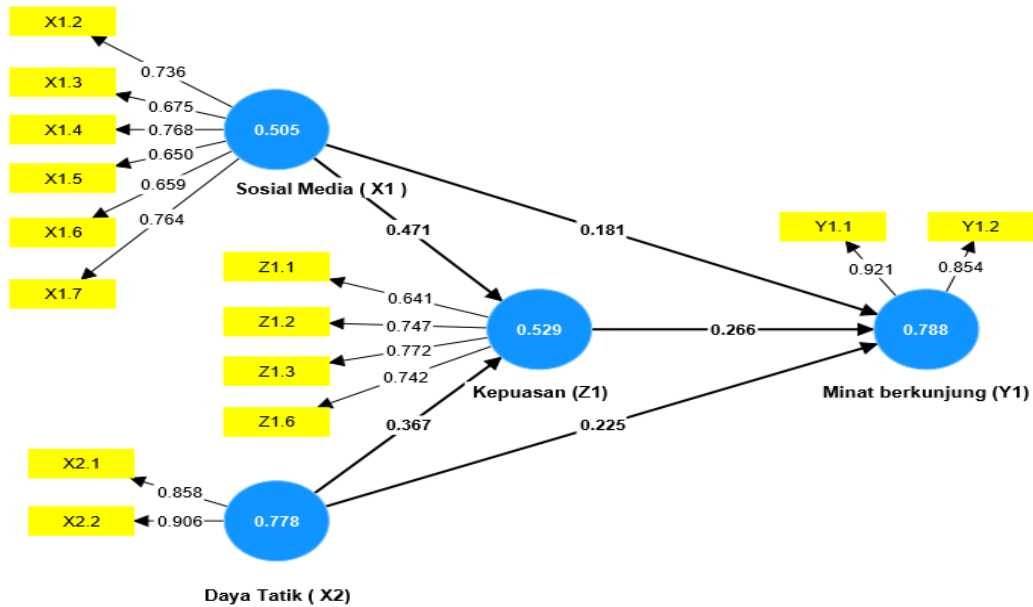 X1.2
0.736
X1.3
0.675
X1.4
0.768
0.505
X1.5
0.650
0.659
X1.6
0.764
X1.7
Sosial Media ( X1 )
0.471
0.181
Y1.1
Y1.2
0.921
0.854
Z1.1
0.641
Z1.2
0.747
Z1.3
0.772
0.742
Z1.6
0.529
0.266
0.788
Kepuasan (Z1)
Minat berkunjung (Y1)
0.367
0.225
X2.1
0.858
X2.2
0.906
0.778
Daya Tatik ( X2)